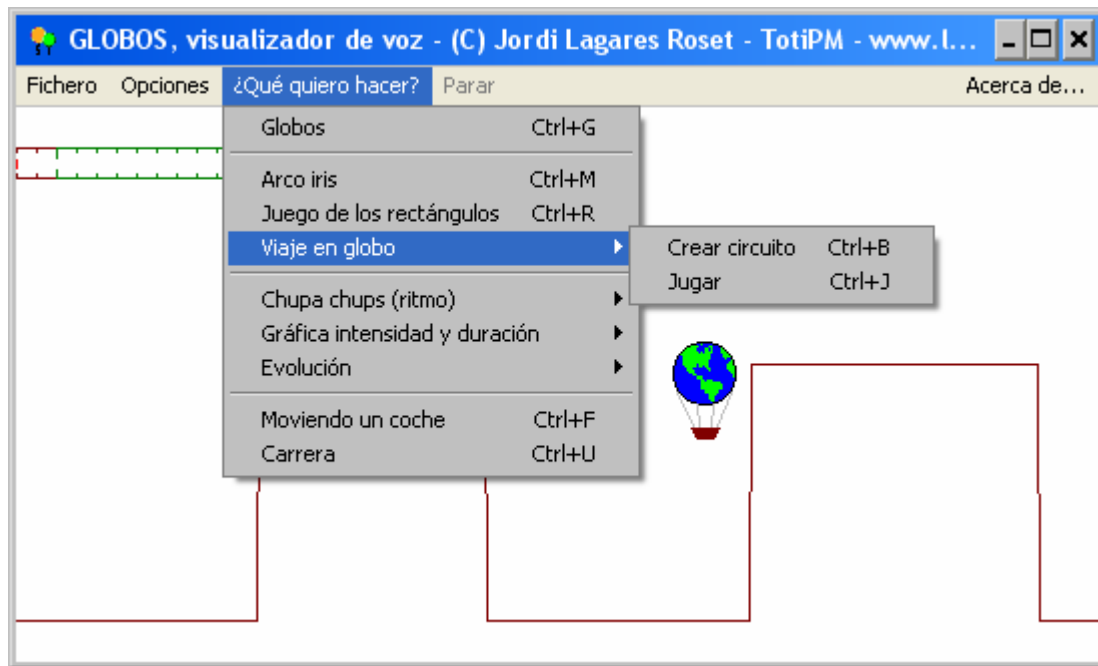 GLOBOS, visualizador de voz - (C) Jordi Lagares Roset - TotiPM - www.l...
Fichero Opciones ¿Qué quiero hacer? Parar Acerca de...
Globos Ctrl+G
Arco iris Ctrl+M
Juego de los rectángulos Ctrl+R
Viaje en globo
Crear circuito Ctrl+B
Jugar Ctrl+J
Chupa chups (ritmo)
Gráfica intensidad y duración
Evolución
Moviendo un coche Ctrl+F
Carrera Ctrl+U